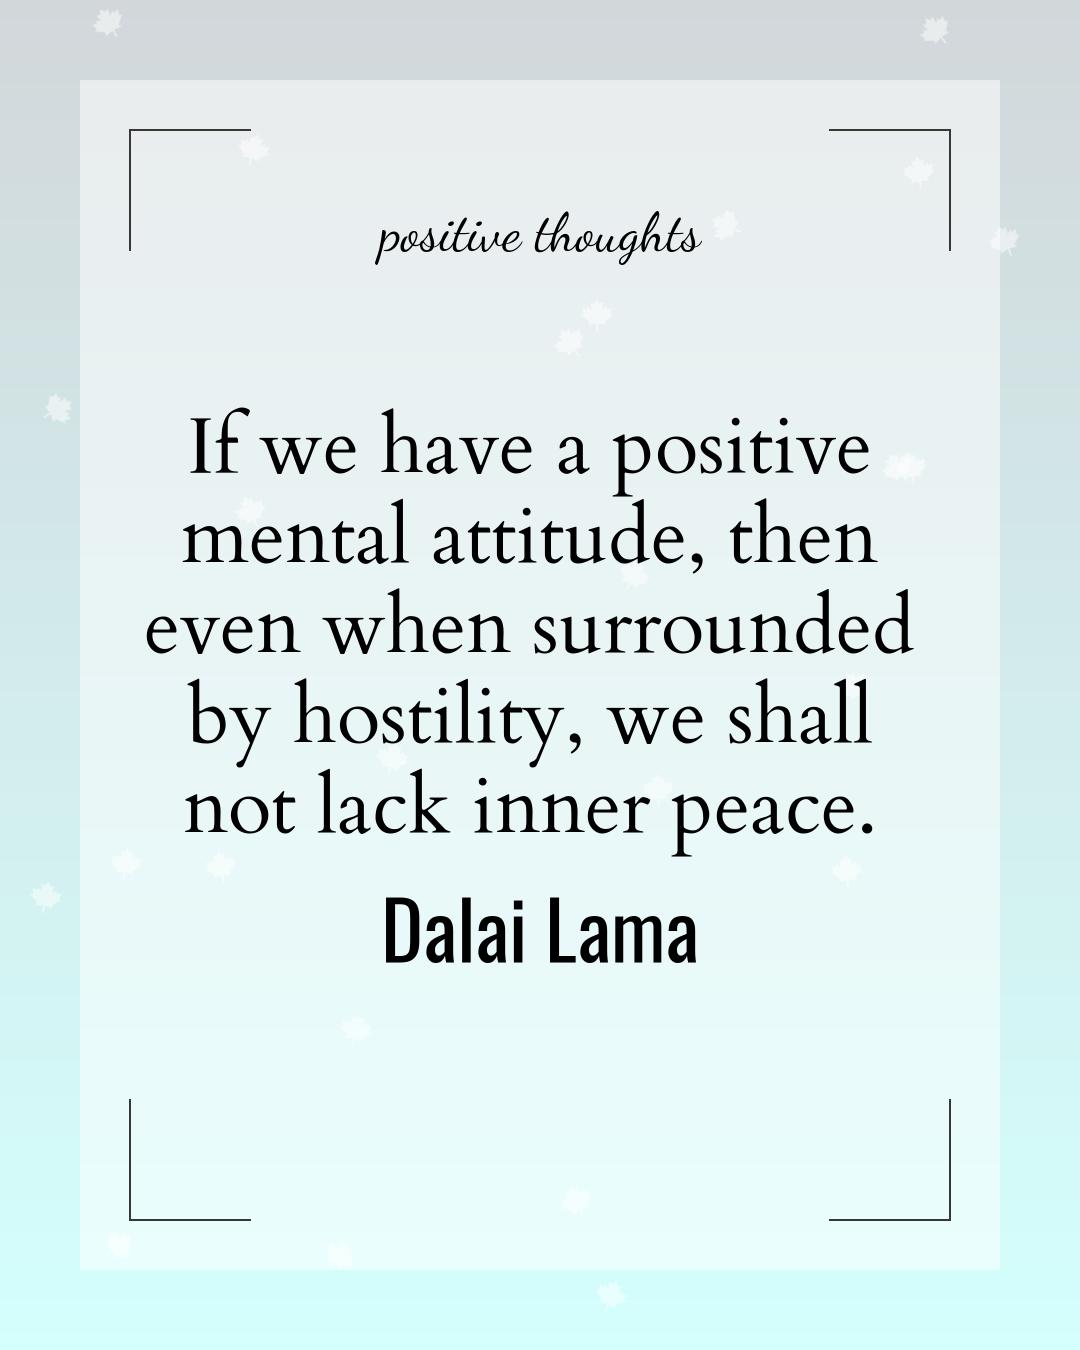 positive thoughts
If we have a positive
mental attitude, then
even when surrounded
by hostility, we shall
not lack inner peace.
Dalai Lama